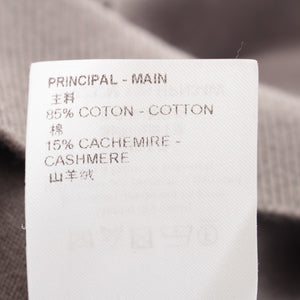 PRINCIPAL - MAIN
主料
85% COTON - COTTON
棉
15% CACHEMIRE -
CASHMERE
山羊绒